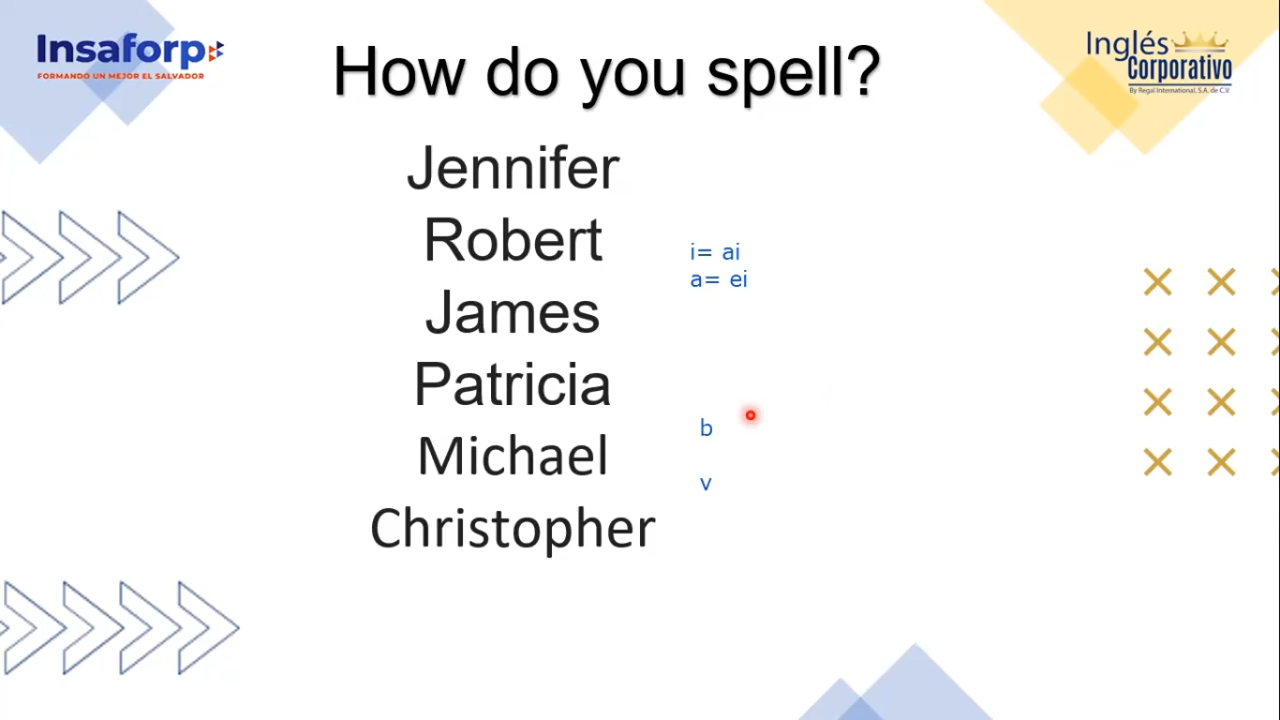 Insaforp
FORMANDO UN MEJOR EL SALVADOR
How do you spell?
Inglés
Corporativo
By Regal International, S.A. de C.V.
Jennifer
Robert
James
Patricia
Michael
Christopher
i= ai
a= ei
b
v